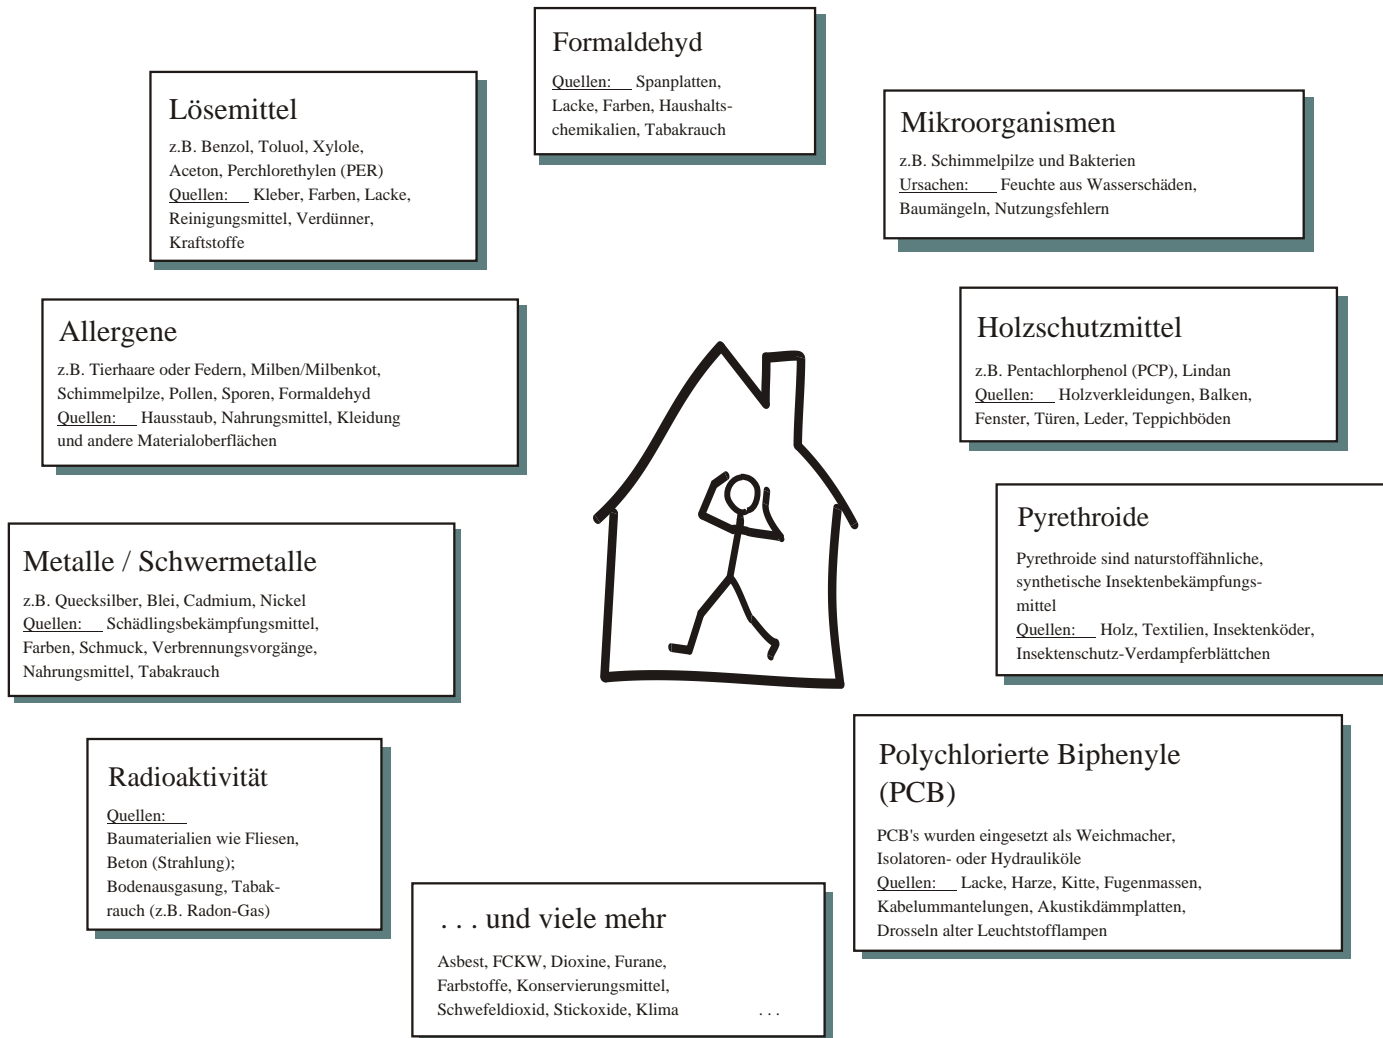 Formaldehyd
Quellen: Spanplatten,
Lacke, Farben, Haushalts-
chemikalien, Tabakrauch
Lösemittel
z.B. Benzol, Toluol, Xylole,
Aceton, Perchlorethylen (PER)
Quellen: Kleber, Farben, Lacke,
Reinigungsmittel, Verdünner,
Kraftstoffe
Mikroorganismen
z.B. Schimmelpilze und Bakterien
Ursachen: Feuchte aus Wasserschäden,
Baumängeln, Nutzungsfehlern
Allergene
z.B. Tierhaare oder Federn, Milben/Milbenkot,
Schimmelpilze, Pollen, Sporen, Formaldehyd
Quellen: Hausstaub, Nahrungsmittel, Kleidung
und andere Materialoberflächen
Holzschutzmittel
z.B. Pentachlorphenol (PCP), Lindan
Quellen: Holzverkleidungen, Balken,
Fenster, Türen, Leder, Teppichböden
Metalle / Schwermetalle
z.B. Quecksilber, Blei, Cadmium, Nickel
Quellen: Schädlingsbekämpfungsmittel,
Farben, Schmuck, Verbrennungsvorgänge,
Nahrungsmittel, Tabakrauch
Pyrethroide
Pyrethroide sind naturstoffähnliche,
synthetische Insektenbekämpfungs-
mittel
Quellen: Holz, Textilien, Insektenköder,
Insektenschutz-Verdampferblättchen
Radioaktivität
Quellen:
Baumaterialien wie Fliesen,
Beton (Strahlung);
Bodenausgasung, Tabak-
rauch (z.B. Radon-Gas)
Polychlorierte Biphenyle
(PCB)
PCB's wurden eingesetzt als Weichmacher,
Isolatoren- oder Hydrauliköle
Quellen: Lacke, Harze, Kitte, Fugenmassen,
Kabelummantelungen, Akustikdämmplatten,
Drosseln alter Leuchtstofflampen
. . . und viele mehr
Asbest, FCKW, Dioxine, Furane,
Farbstoffe, Konservierungsmittel,
Schwefeldioxid, Stickoxide, Klima . . .